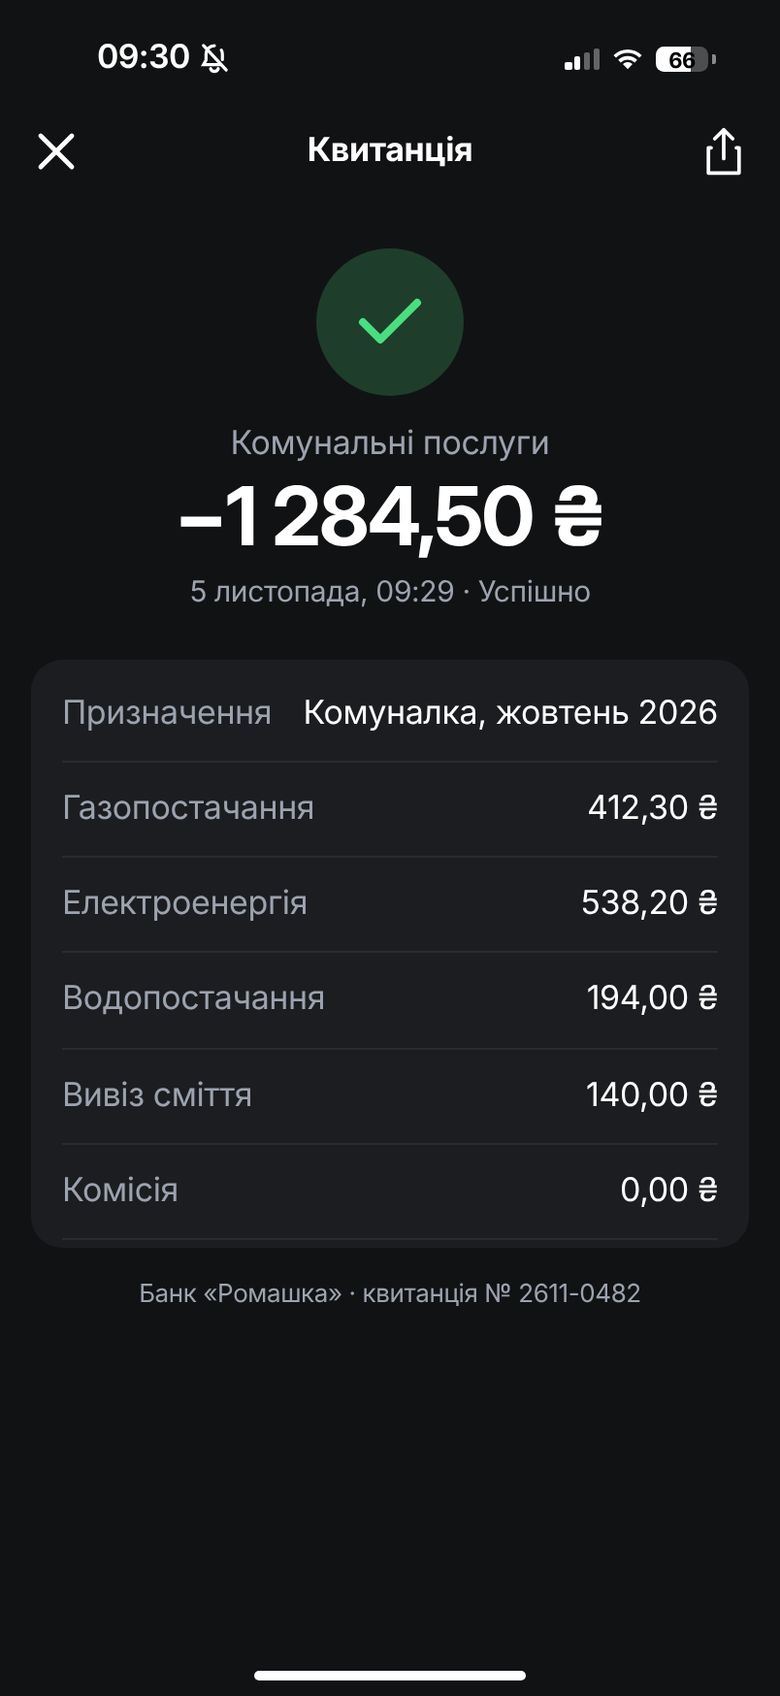 09:30
66
Квитанція
Комунальні послуги
−1 284,50 ₴
5 листопада, 09:29 · Успішно
Призначення Комуналка, жовтень 2026
Газопостачання 412,30 ₴
Електроенергія 538,20 ₴
Водопостачання 194,00 ₴
Вивіз сміття 140,00 ₴
Комісія 0,00 ₴
Банк «Ромашка» · квитанція № 2611-0482